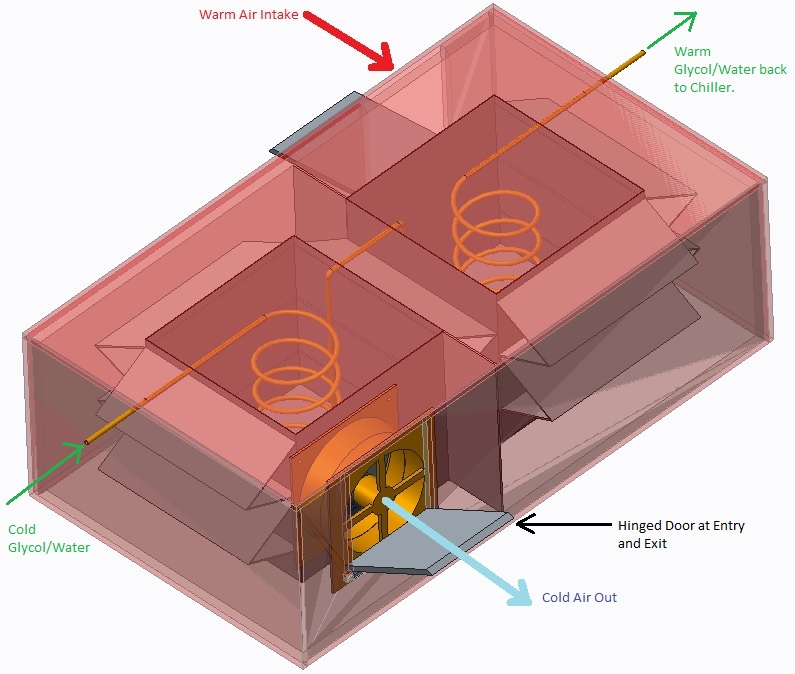 Warm Air Intake
Warm
Glycol/Water back
to Chiller.
Cold
Glycol/Water
Hinged Door at Entry
and Exit
Cold Air Out